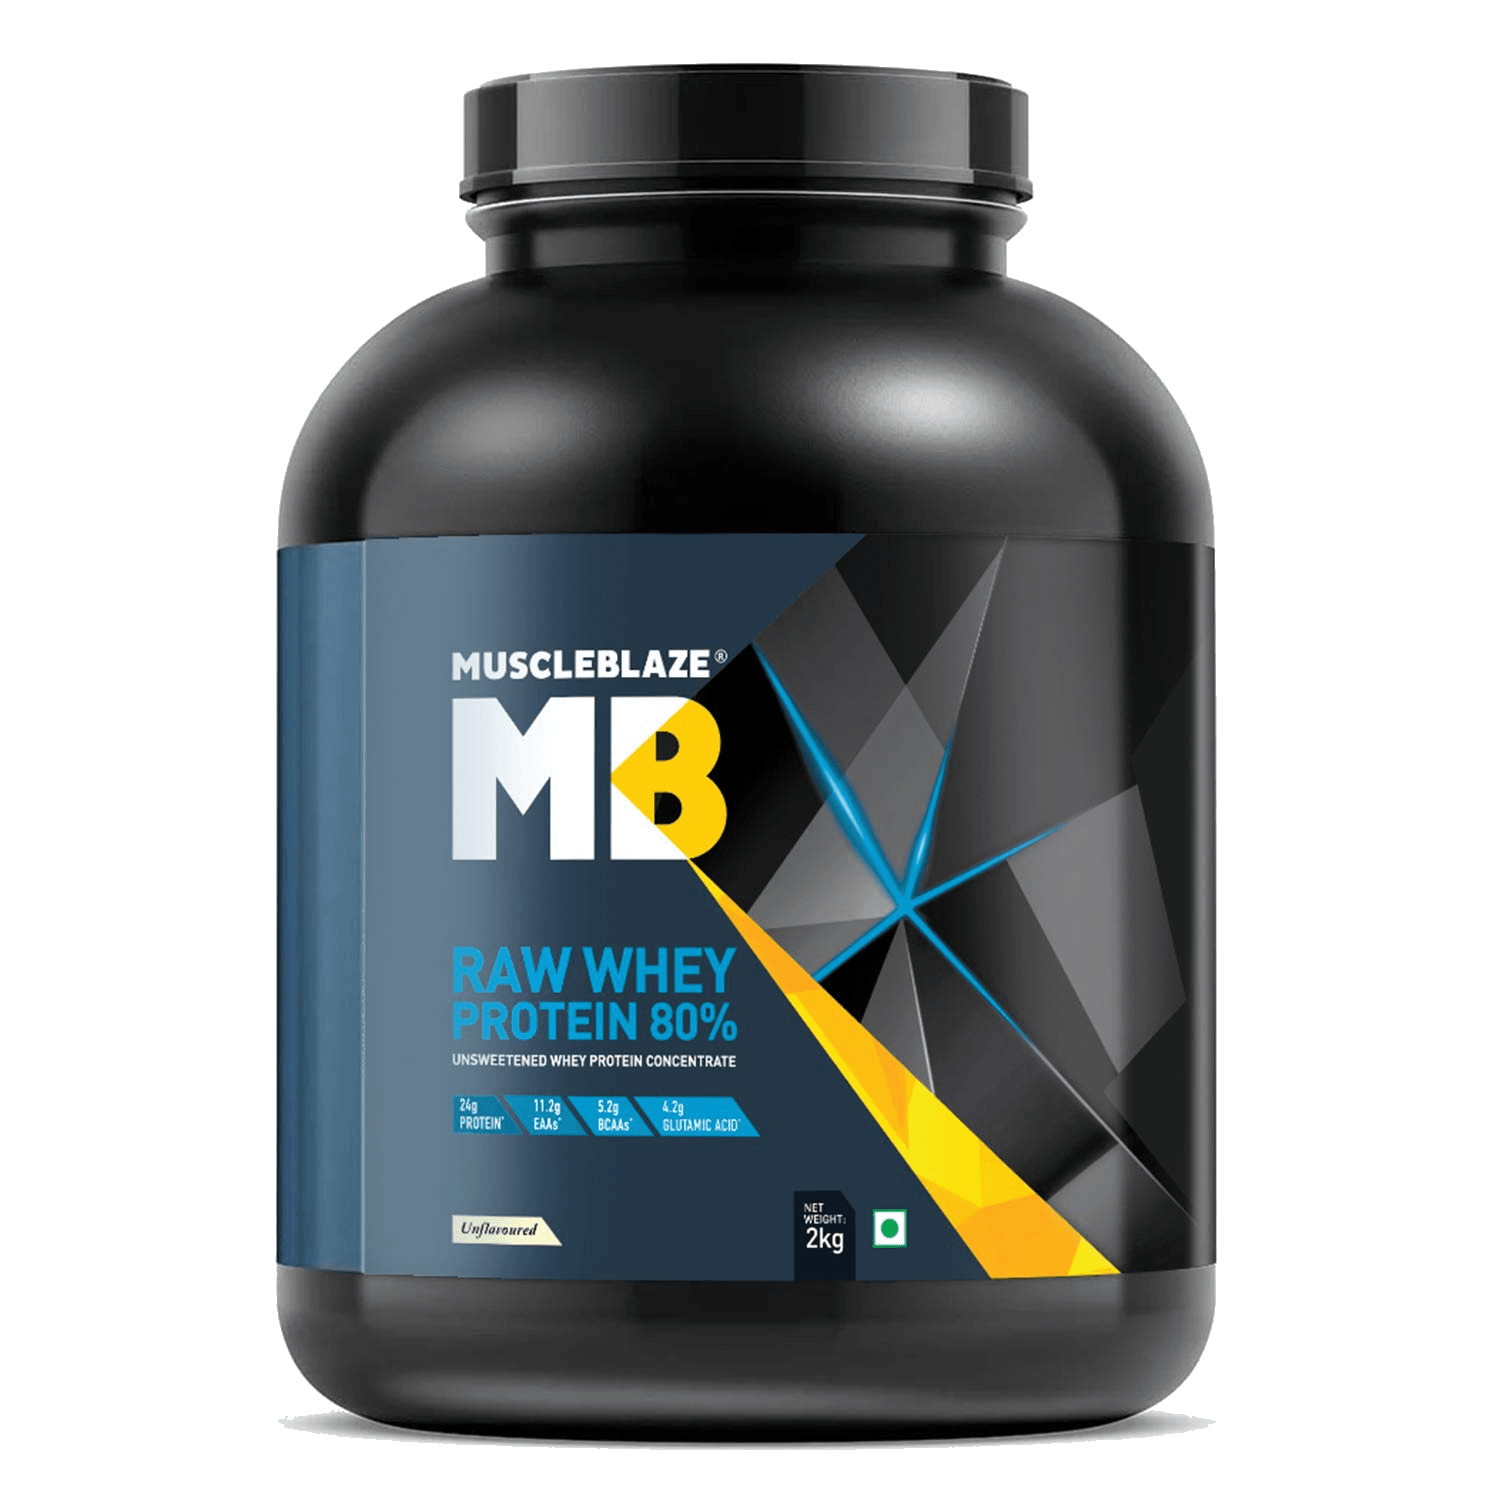 MUSCLEBLAZE®
MB
RAW WHEY
PROTEIN 80%
UNSWEETENED WHEY PROTEIN CONCENTRATE
24g
PROTEIN*
11.2g
EAAs*
5.2g
BCAAs*
4.2g
GLUTAMIC ACID*
Unflavoured
NET
WEIGHT:
2kg